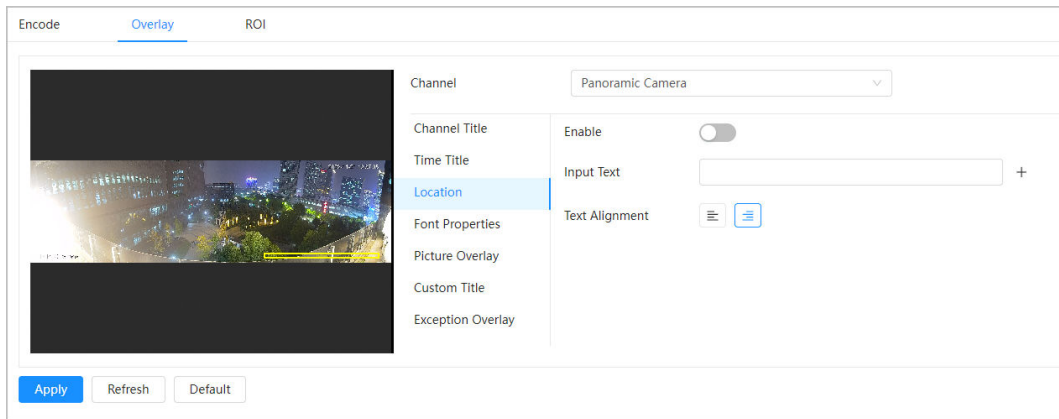 Encode Overlay ROI
Channel Panoramic Camera
Channel Title
Time Title
Location
Font Properties
Picture Overlay
Custom Title
Exception Overlay
Enable
Input Text +
Text Alignment
Apply Refresh Default